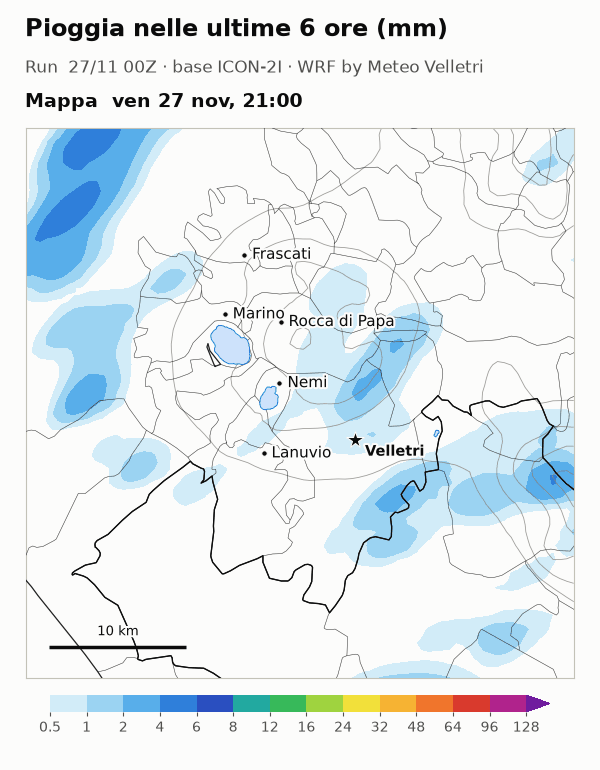 Pioggia nelle ultime 6 ore (mm)
Run  27/11 00Z · base ICON-2I · WRF by Meteo Velletri
Mappa  ven 27 nov, 21:00
Frascati
Marino
Rocca di Papa
Nemi
Velletri
Lanuvio
10 km
0.5 1 2 4 6 8 12 16 24 32 48 64 96 128